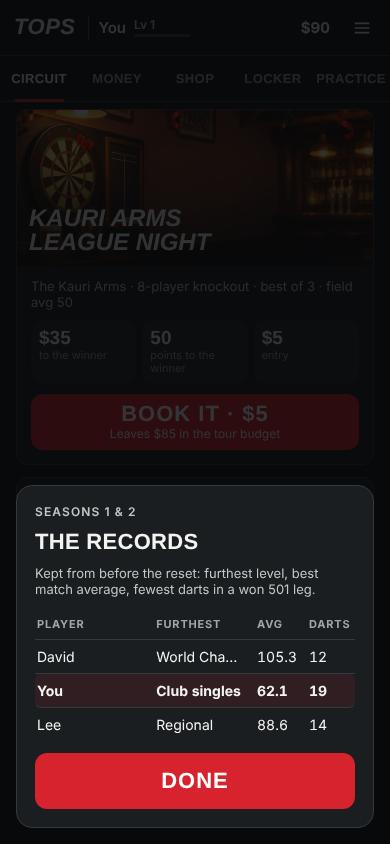 TOPS You Lv 1 $90
CIRCUIT MONEY SHOP LOCKER PRACTICE
KAURI ARMS
LEAGUE NIGHT
The Kauri Arms · 8-player knockout · best of 3 · field
avg 50
$35 50 $5
to the winner points to the entry
winner
BOOK IT · $5
Leaves $85 in the tour budget
SEASONS 1 & 2
THE RECORDS
Kept from before the reset: furthest level, best
match average, fewest darts in a won 501 leg.
PLAYER FURTHEST AVG DARTS
David World Cha... 105.3 12
You Club singles 62.1 19
Lee Regional 88.6 14
DONE